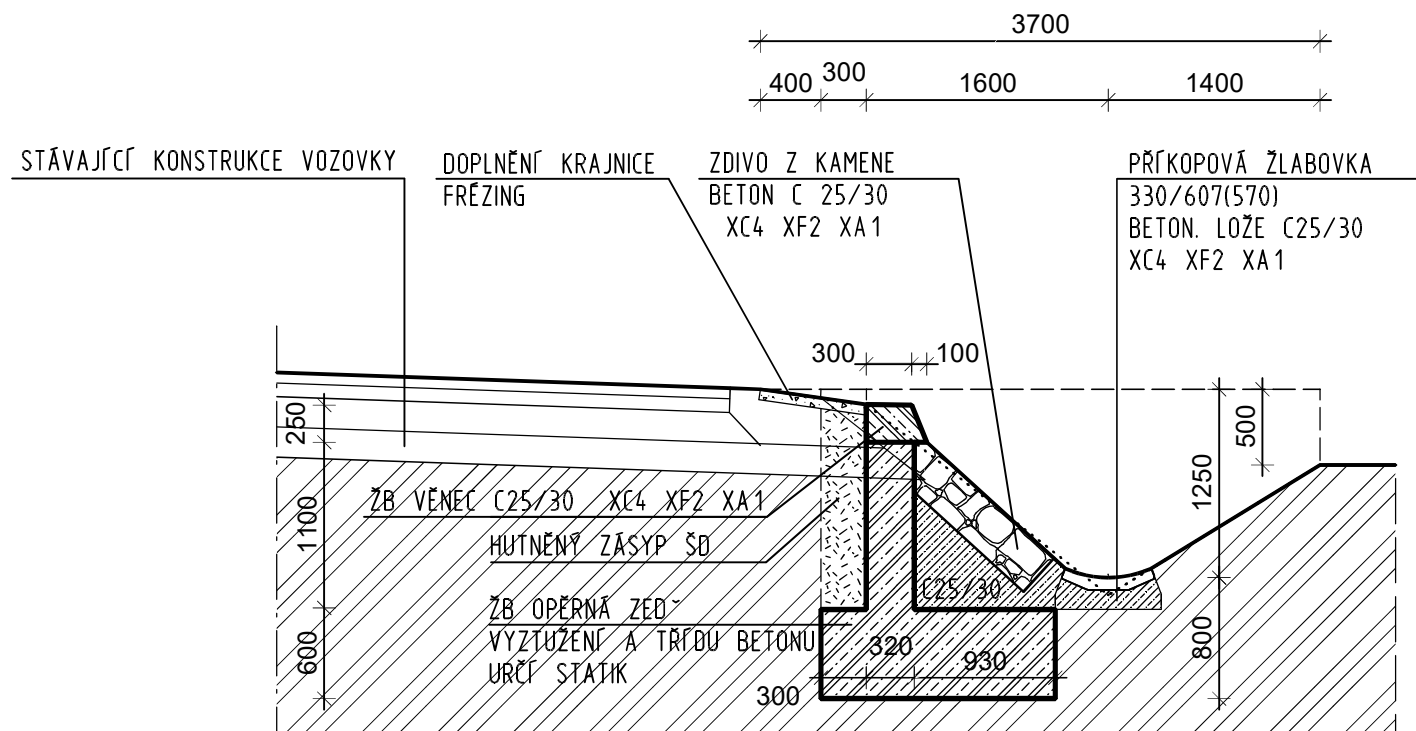 3700
400 300 1600 1400
STÁVAJÍCÍ KONSTRUKCE VOZOVKY
DOPLNĚNÍ KRAJNICE
FRÉZING
ZDIVO Z KAMENE
BETON C 25/30
XC4 XF2 XA1
PŘÍKOPOVÁ ŽLABOVKA
330/607(570)
BETON. LOŽE C25/30
XC4 XF2 XA1
300 100
250
1100
600
500
1250
800
ŽB VĚNEC C25/30 XC4 XF2 XA1
HUTNĚNÝ ZÁSYP ŠD
ŽB OPĚRNÁ ZEDˇ
VYZTUŽENÍ A TŘÍDU BETONU
URČÍ STATIK
C25/30
320 930
300